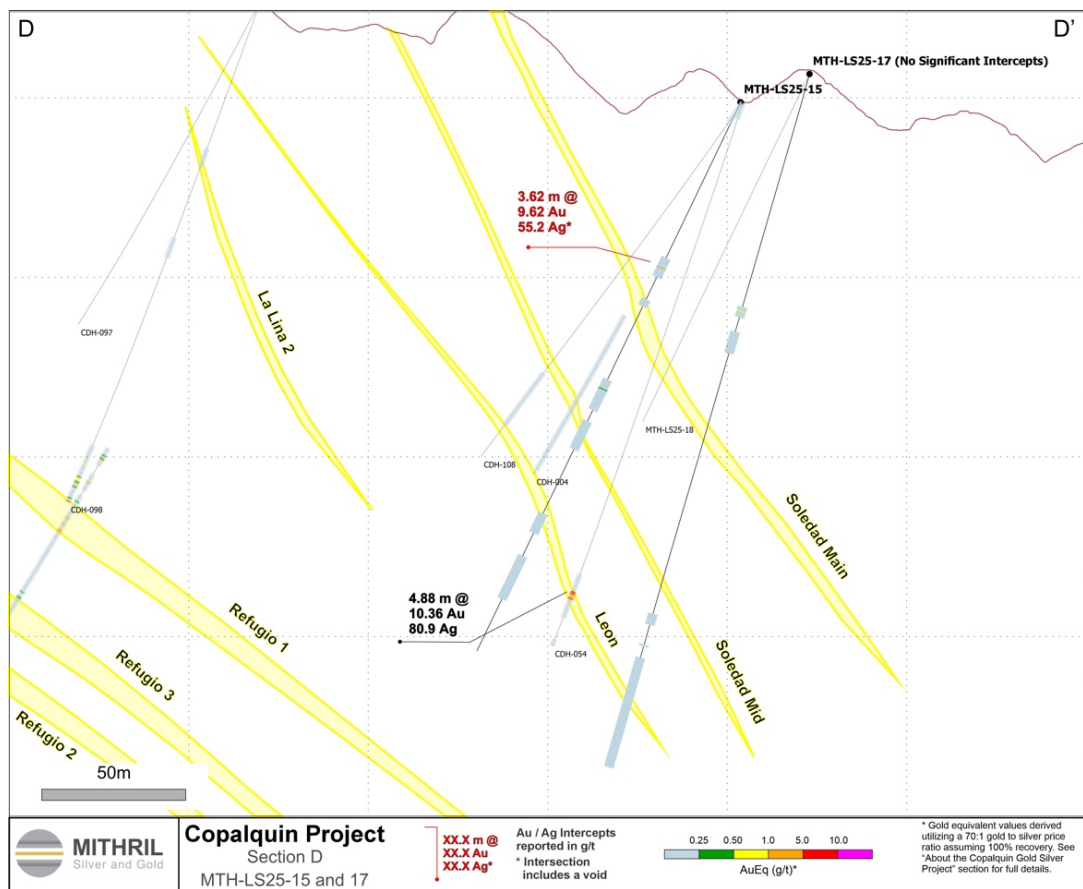 D
D'
MTH-LS25-17 (No Significant Intercepts)
MTH-LS25-15
3.62 m @
9.62 Au
55.2 Ag*
La Lina 2
CDH-097
MTH-LS25-18
CDH-108
CDH-004
CDH-098
Soledad Main
4.88 m @
10.36 Au
80.9 Ag
Leon
CDH-054
Soledad Mid
Refugio 1
Refugio 3
Refugio 2
50m
MITHRIL
Silver and Gold
Copalquin Project
Section D
MTH-LS25-15 and 17
XX.X m @
XX.X Au
XX.X Ag*
Au / Ag Intercepts
reported in g/t
* Intersection
includes a void
0.25 0.50 1.0 5.0 10.0
AuEq (g/t)*
* Gold equivalent values derived
utilizing a 70:1 gold to silver price
ratio assuming 100% recovery. See
"About the Copalquin Gold Silver
Project" section for full details.